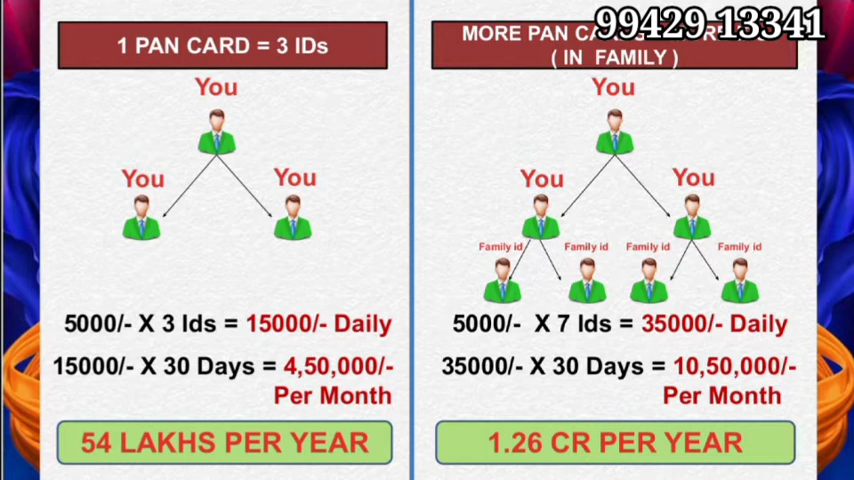 99429 13341
1 PAN CARD = 3 IDs
You
You
You
5000/- X 3 Ids = 15000/- Daily
15000/- X 30 Days = 4,50,000/-
Per Month
54 LAKHS PER YEAR
MORE PAN
( IN FAMILY )
You
You
You
Family id
Family id
Family id
Family id
5000/- X 7 Ids = 35000/- Daily
35000/- X 30 Days = 10,50,000/-
Per Month
1.26 CR PER YEAR